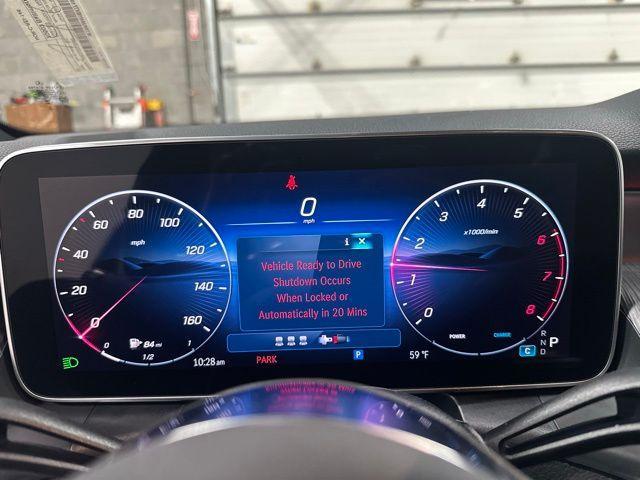 0
mph
i
Vehicle Ready to Drive
Shutdown Occurs
When Locked or
Automatically in 20 Mins
0
20
40
60
80
100
120
140
160
mph
84 mi
0
1/2
1
10:28 am
PARK
P
59 °F
0
1
2
3
4
5
6
7
8
x1000/min
POWER
CHARGE
C
R
N
D
P